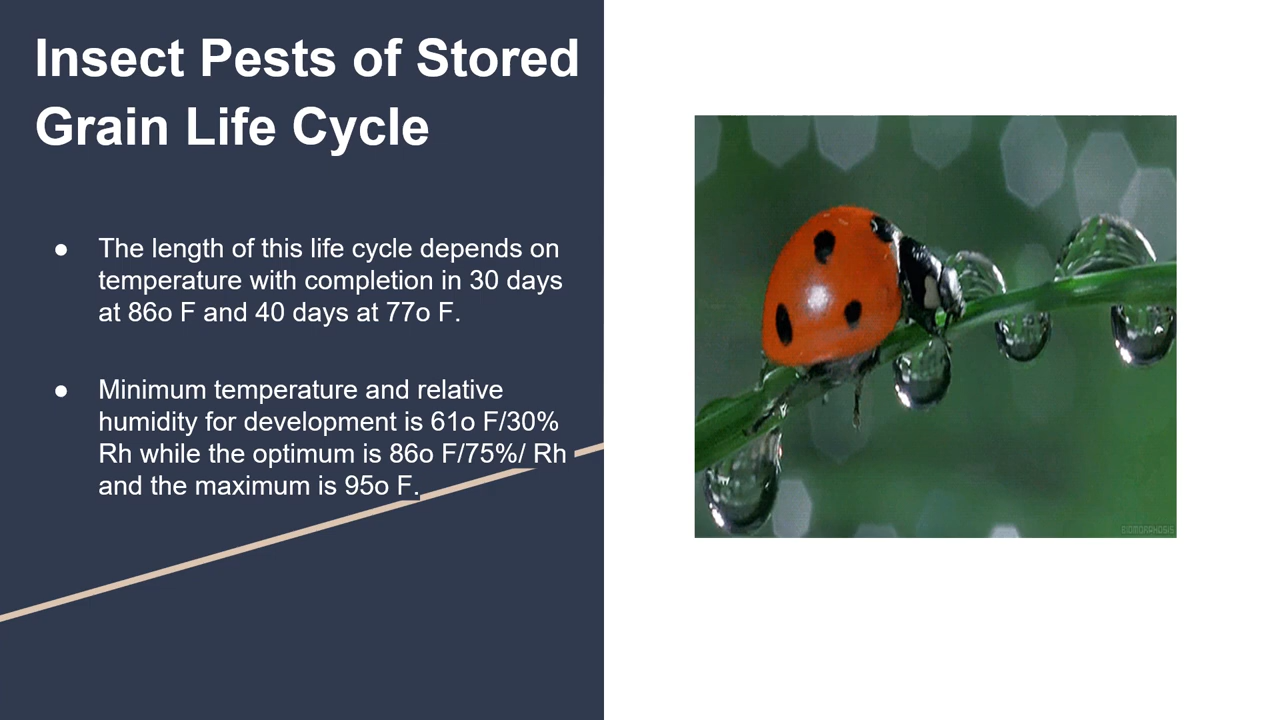 Insect Pests of Stored
Grain Life Cycle
● The length of this life cycle depends on
temperature with completion in 30 days
at 86o F and 40 days at 77o F.
● Minimum temperature and relative
humidity for development is 61o F/30%
Rh while the optimum is 86o F/75%/ Rh
and the maximum is 95o F.